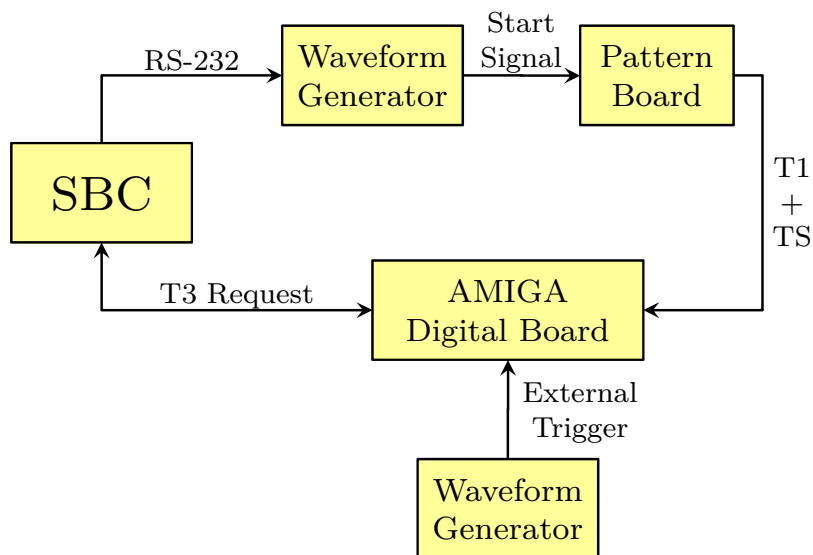 Start
Signal
RS-232
Waveform
Generator
Pattern
Board
SBC
T1
+
TS
T3 Request
AMIGA
Digital Board
External
Trigger
Waveform
Generator